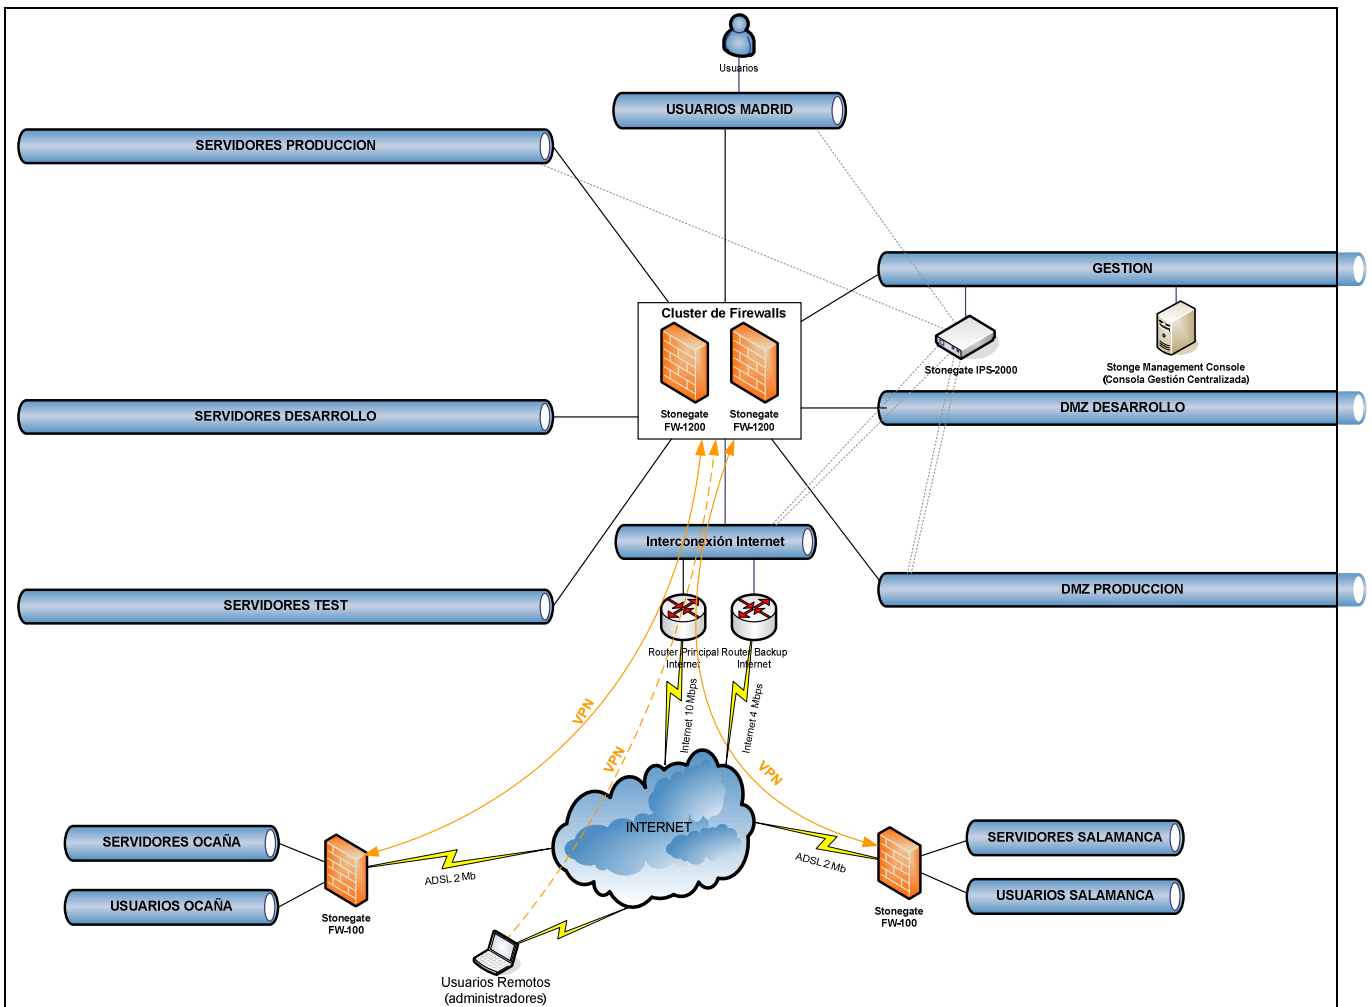 Usuarios
USUARIOS MADRID
SERVIDORES PRODUCCION
GESTION
Cluster de Firewalls
Stonegate
FW-1200
Stonegate
FW-1200
Stonegate IPS-2000
Stonge Management Console
(Consola Gestión Centralizada)
SERVIDORES DESARROLLO
DMZ DESARROLLO
Interconexión Internet
SERVIDORES TEST
DMZ PRODUCCION
Router Principal
Internet
Router Backup
Internet
Internet 10 Mbps
Internet 4 Mbps
VPN
VPN
VPN
INTERNET
SERVIDORES OCAÑA
USUARIOS OCAÑA
Stonegate
FW-100
ADSL 2 Mb
ADSL 2 Mb
Stonegate
FW-100
SERVIDORES SALAMANCA
USUARIOS SALAMANCA
Usuarios Remotos
(administradores)